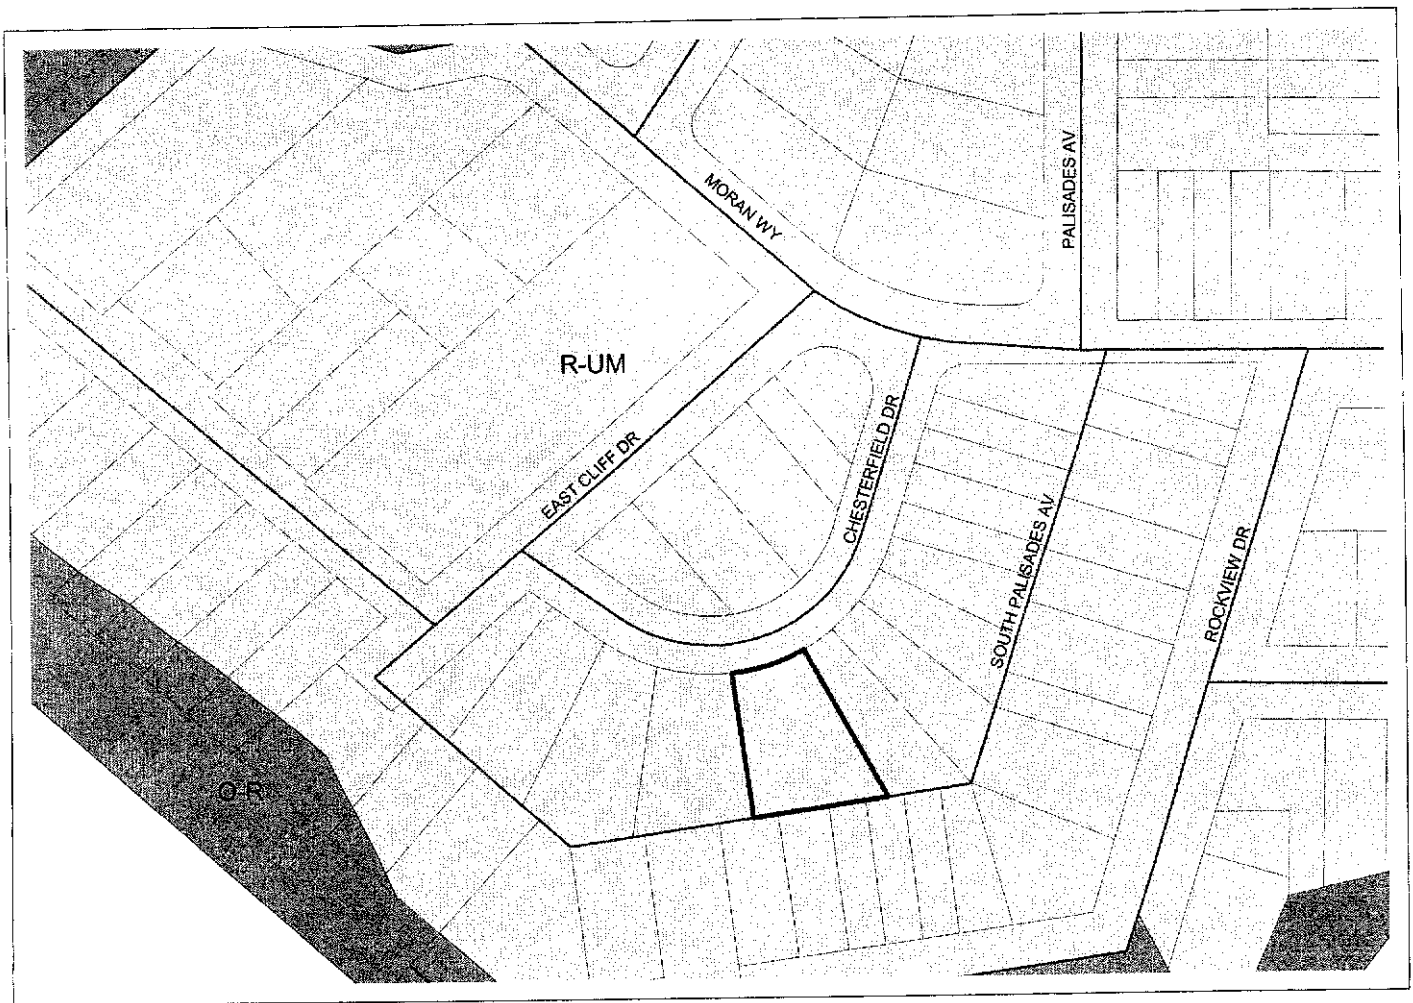 MORAN WY
PALISADES AV
R-UM
EAST CLIFF DR
CHESTERFIELD DR
SOUTH PALISADES AV
ROCKVIEW DR
O-R